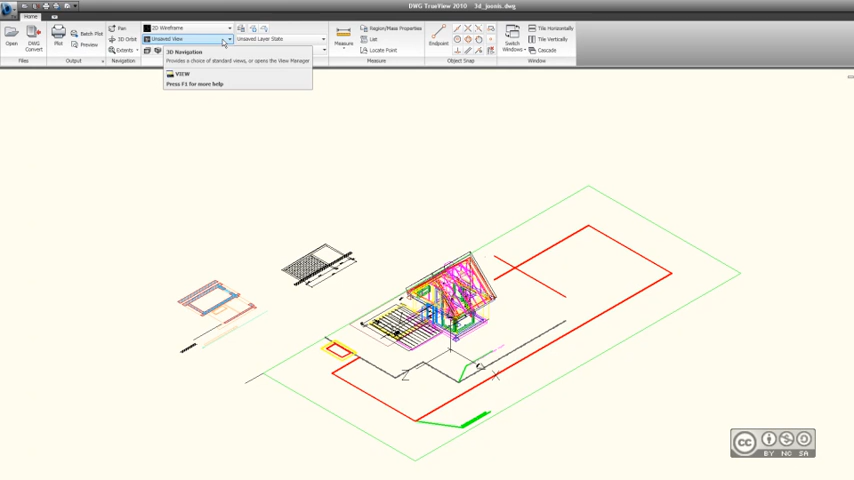 DWG TrueView 2010 3d_joonis.dwg
Home
Open
DWG Convert
Files
Plot
Batch Plot
Preview
Output
Pan
3D Orbit
Extents
Navigation
2D Wireframe
Unsaved View
Unsaved Layer State
3D Navigation
Provides a choice of standard views, or opens the View Manager
VIEW
Press F1 for more help
Measure
Region/Mass Properties
List
Locate Point
Measure
Endpoint
Object Snap
Switch Windows
Tile Horizontally
Tile Vertically
Cascade
Window
Z
X
cc
BY NC SA